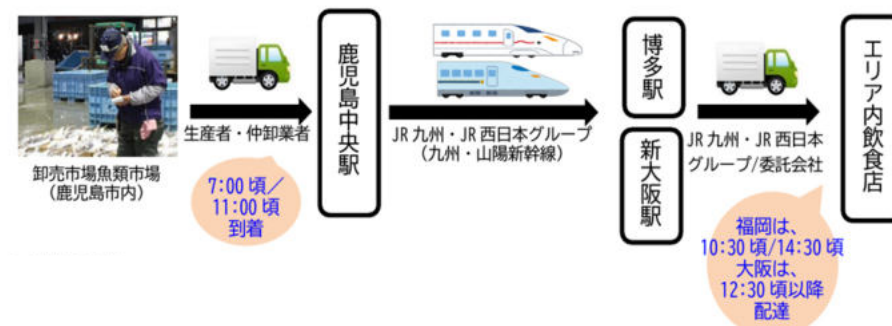 卸売市場魚類市場
（鹿児島市内）
生産者・仲卸業者
7:00 頃／
11:00 頃
到着
鹿児島中央駅
JR 九州・JR 西日本グループ
（九州・山陽新幹線）
博多駅
新大阪駅
JR 九州・JR 西日本
グループ/委託会社
福岡は、
10:30 頃/14:30 頃
大阪は、
12:30 頃以降
配達
エリア内飲食店